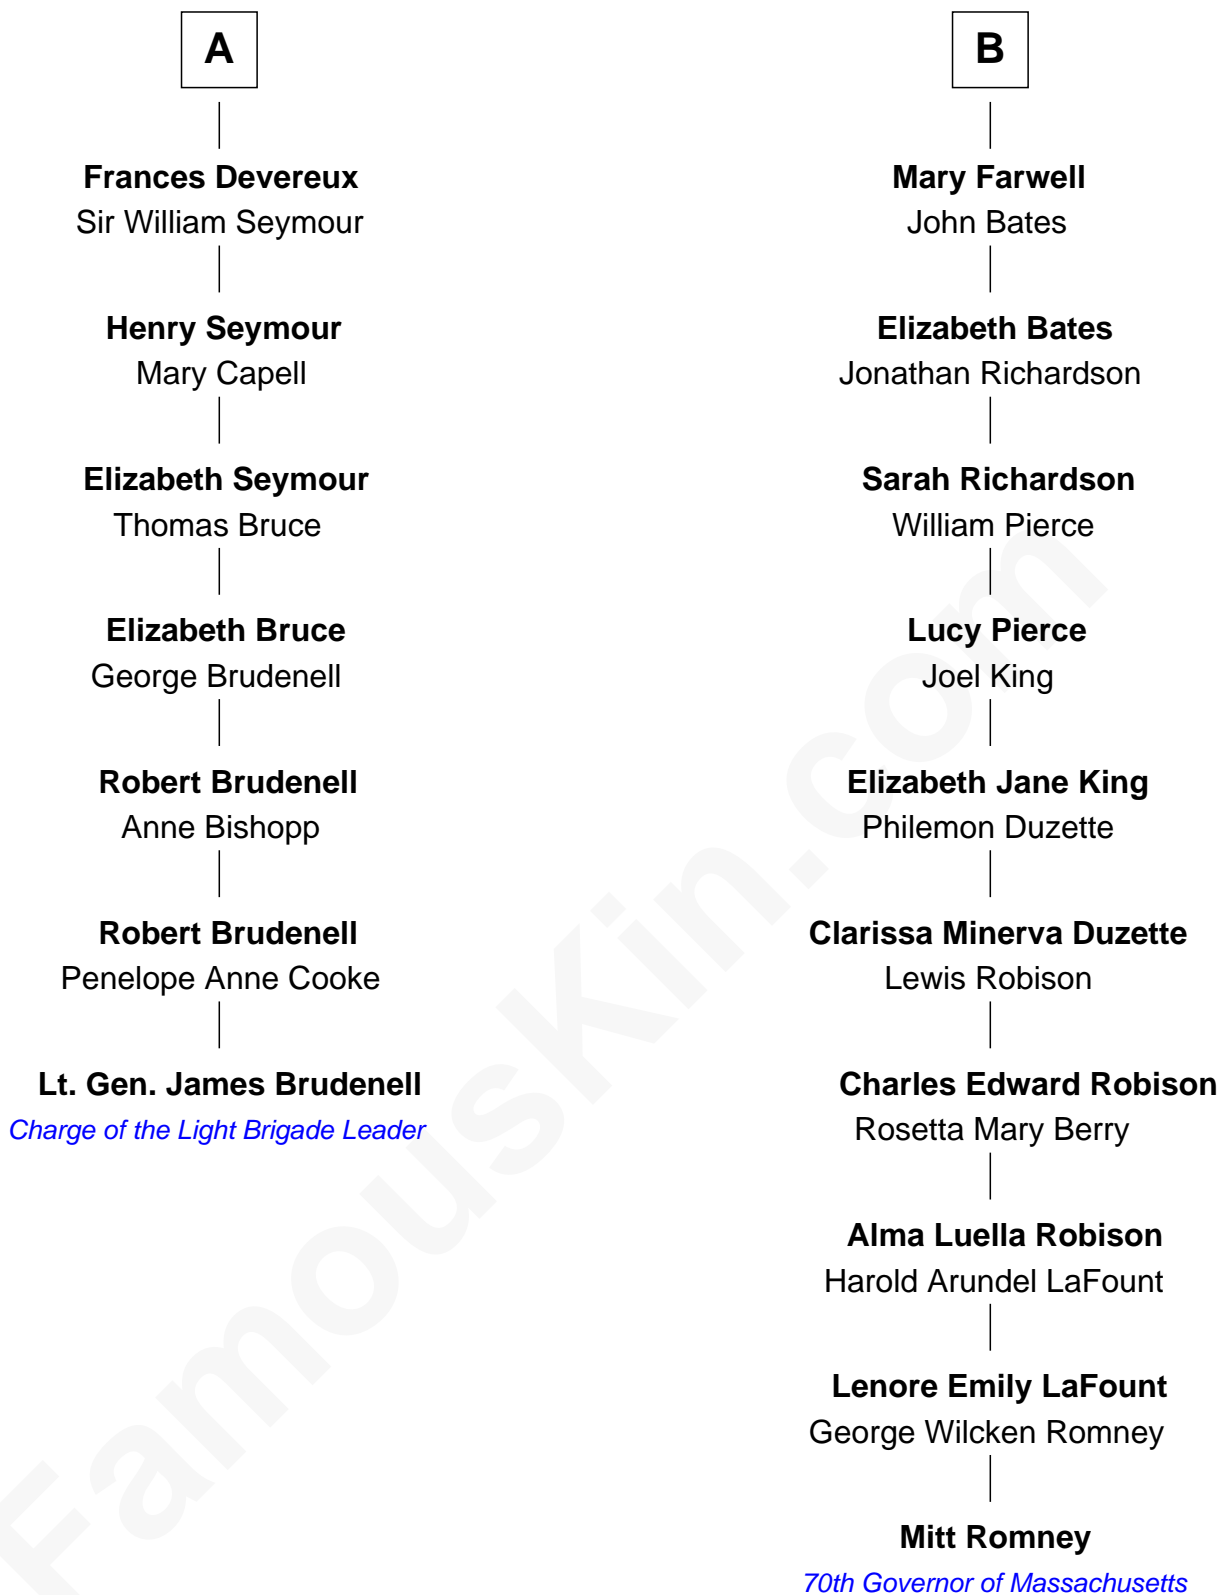 A
Frances Devereux
Sir William Seymour
Henry Seymour
Mary Capell
Elizabeth Seymour
Thomas Bruce
Elizabeth Bruce
George Brudenell
Robert Brudenell
Anne Bishopp
Robert Brudenell
Penelope Anne Cooke
Lt. Gen. James Brudenell
Charge of the Light Brigade Leader
B
Mary Farwell
John Bates
Elizabeth Bates
Jonathan Richardson
Sarah Richardson
William Pierce
Lucy Pierce
Joel King
Elizabeth Jane King
Philemon Duzette
Clarissa Minerva Duzette
Lewis Robison
Charles Edward Robison
Rosetta Mary Berry
Alma Luella Robison
Harold Arundel LaFount
Lenore Emily LaFount
George Wilcken Romney
Mitt Romney
70th Governor of Massachusetts
FamousKin.com